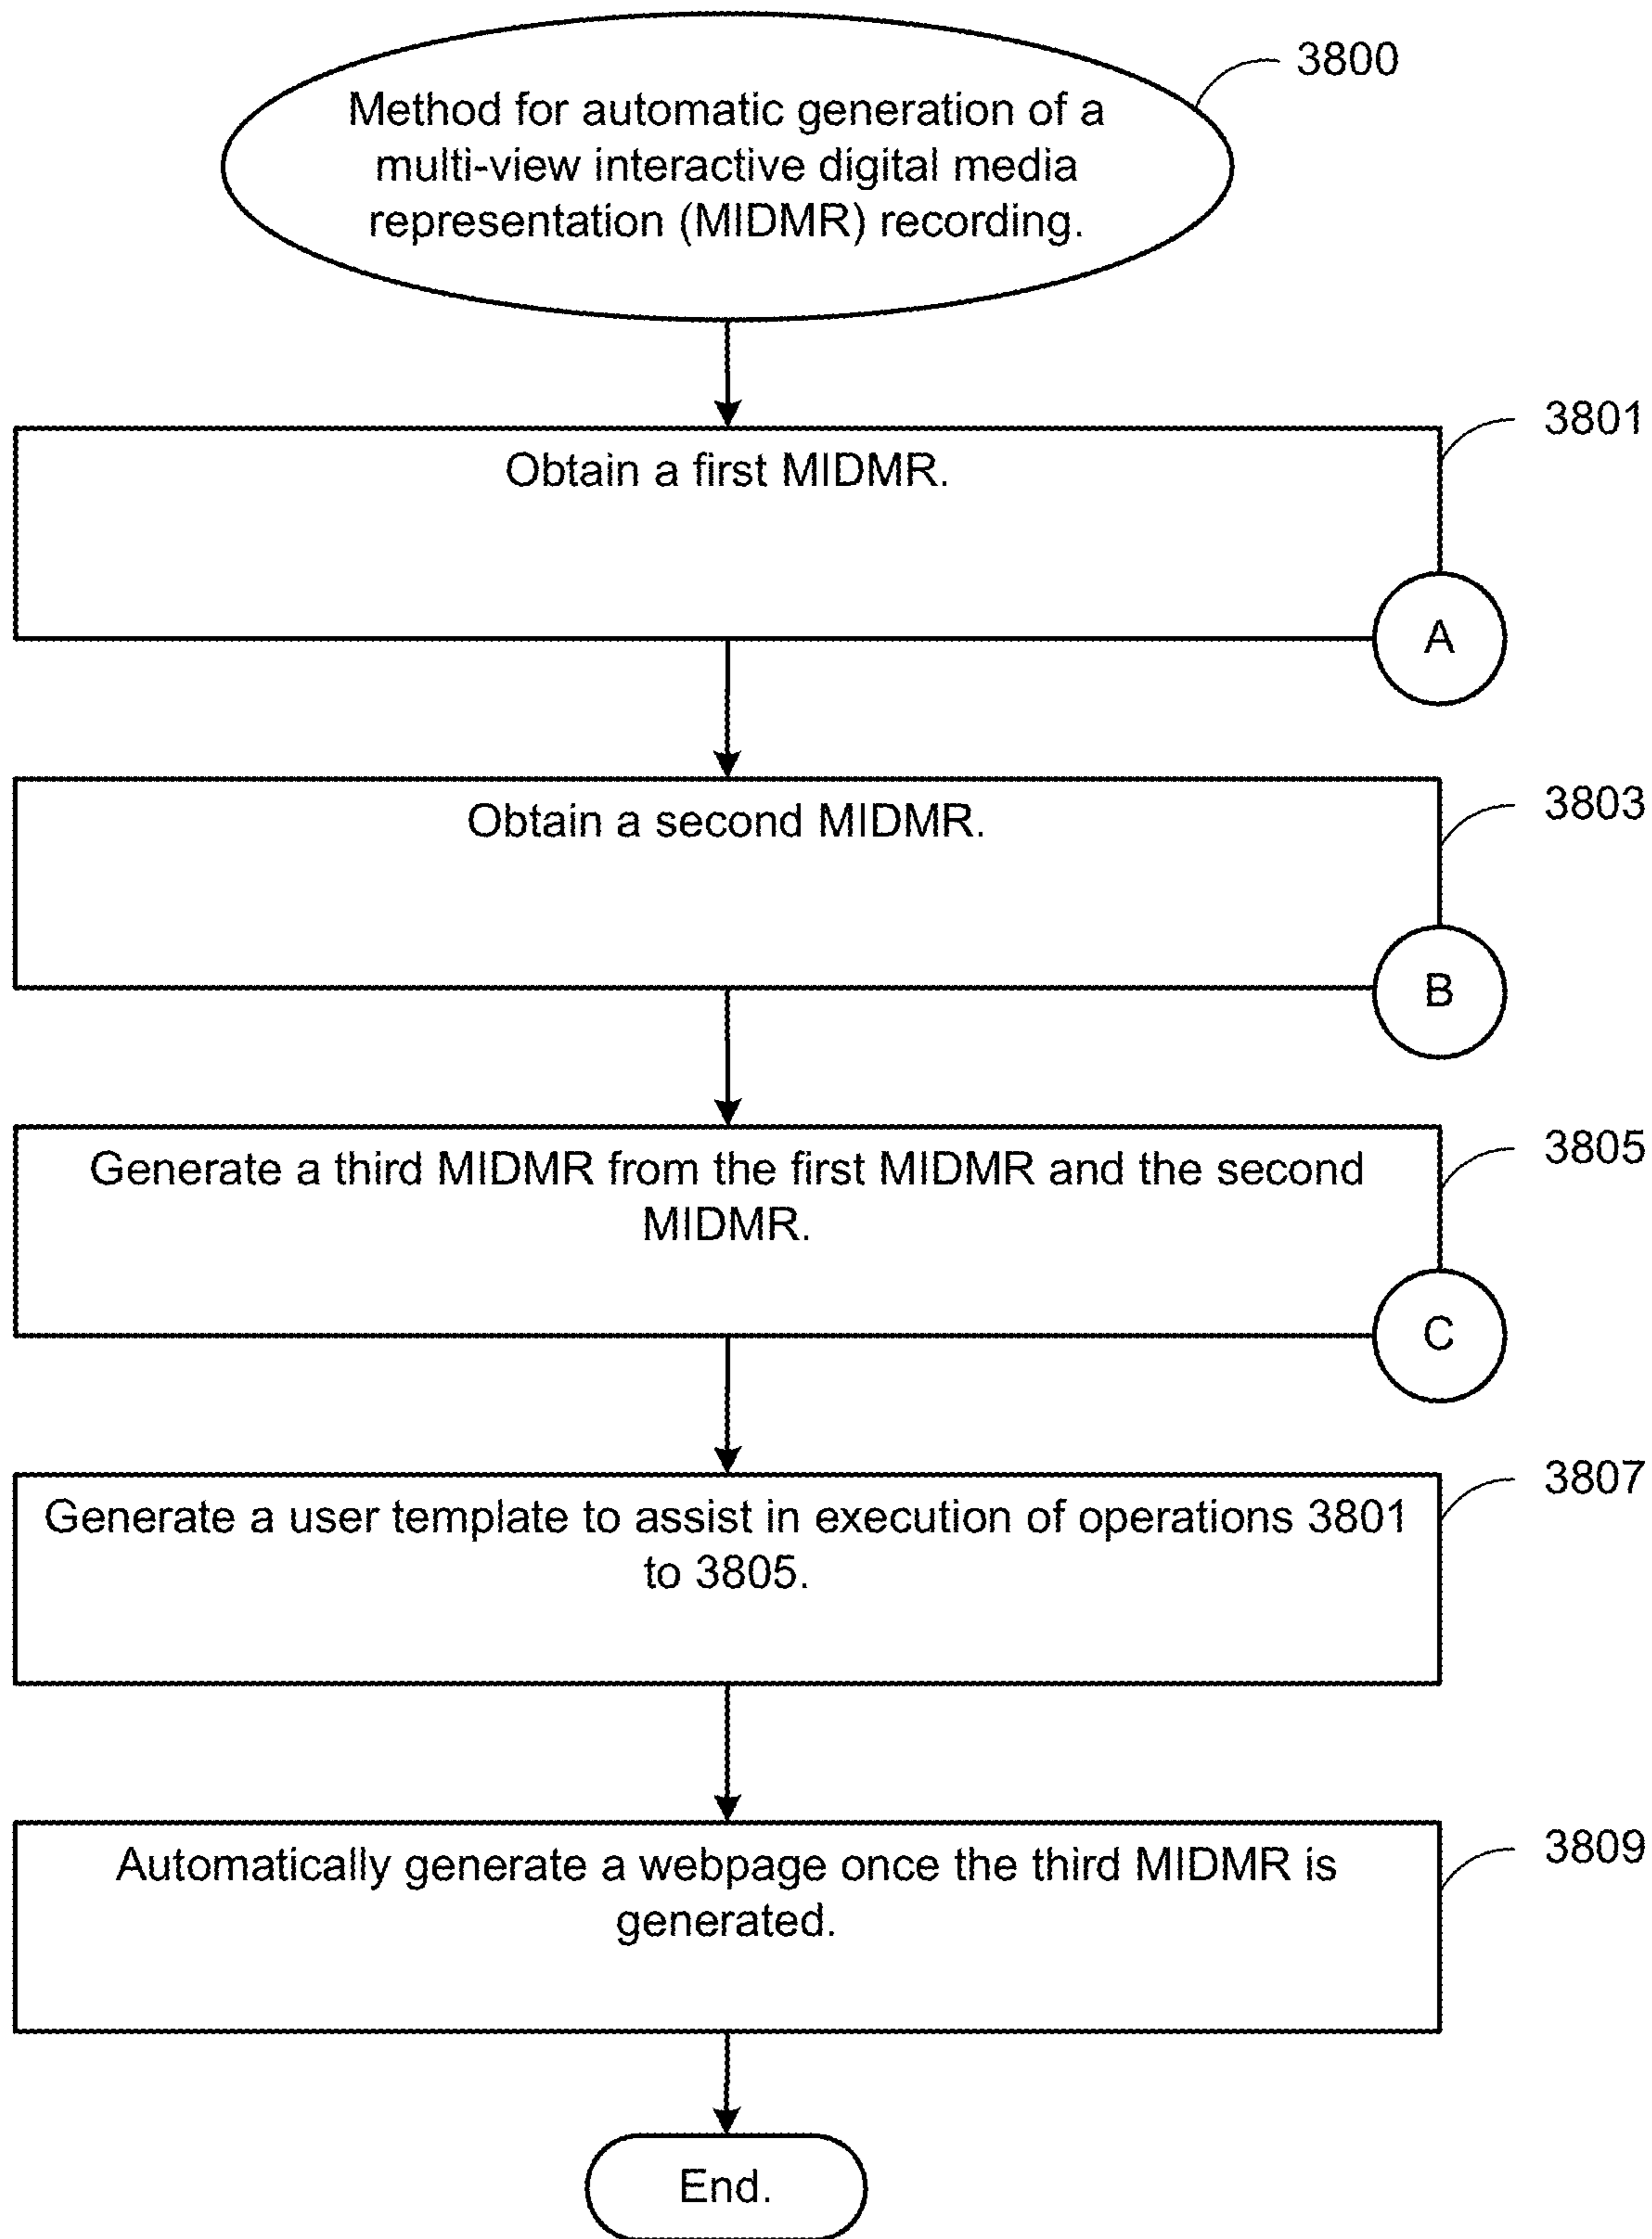 3800
Method for automatic generation of a
multi-view interactive digital media
representation (MIDMR) recording.
3801
Obtain a first MIDMR.
A
3803
Obtain a second MIDMR.
B
3805
Generate a third MIDMR from the first MIDMR and the second
MIDMR.
C
3807
Generate a user template to assist in execution of operations 3801
to 3805.
3809
Automatically generate a webpage once the third MIDMR is
generated.
End.